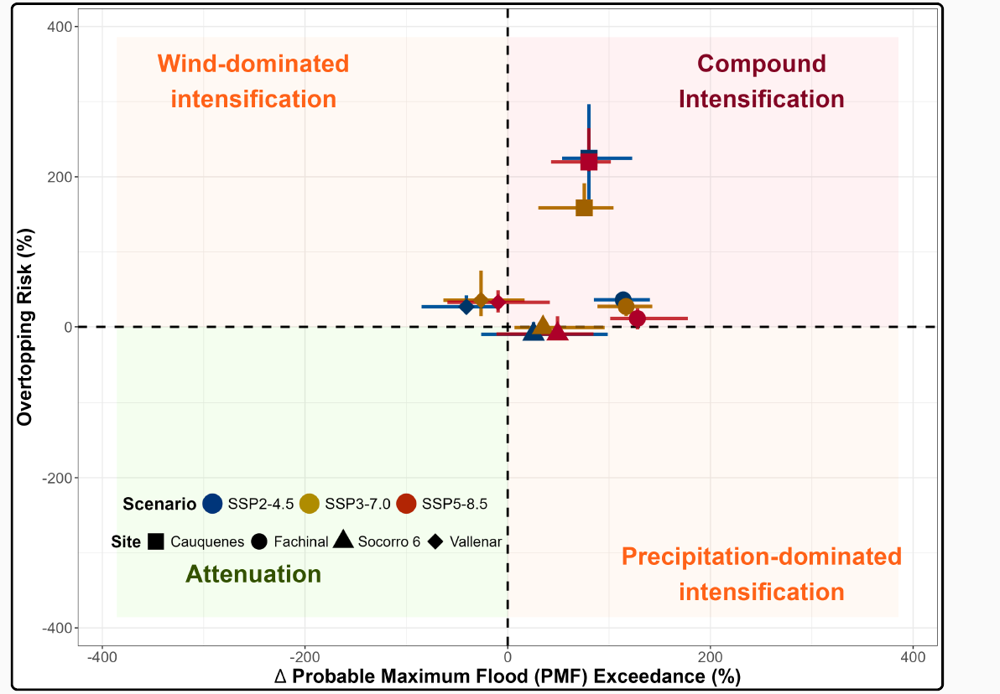 400
200
0
-200
-400
Overtopping Risk (%)
Wind-dominated
intensification
Compound
Intensification
Scenario SSP2-4.5 SSP3-7.0 SSP5-8.5
Site Cauquenes Fachinal Socorro 6 Vallenar
Attenuation
Precipitation-dominated
intensification
-400 -200 0 200 400
Δ Probable Maximum Flood (PMF) Exceedance (%)